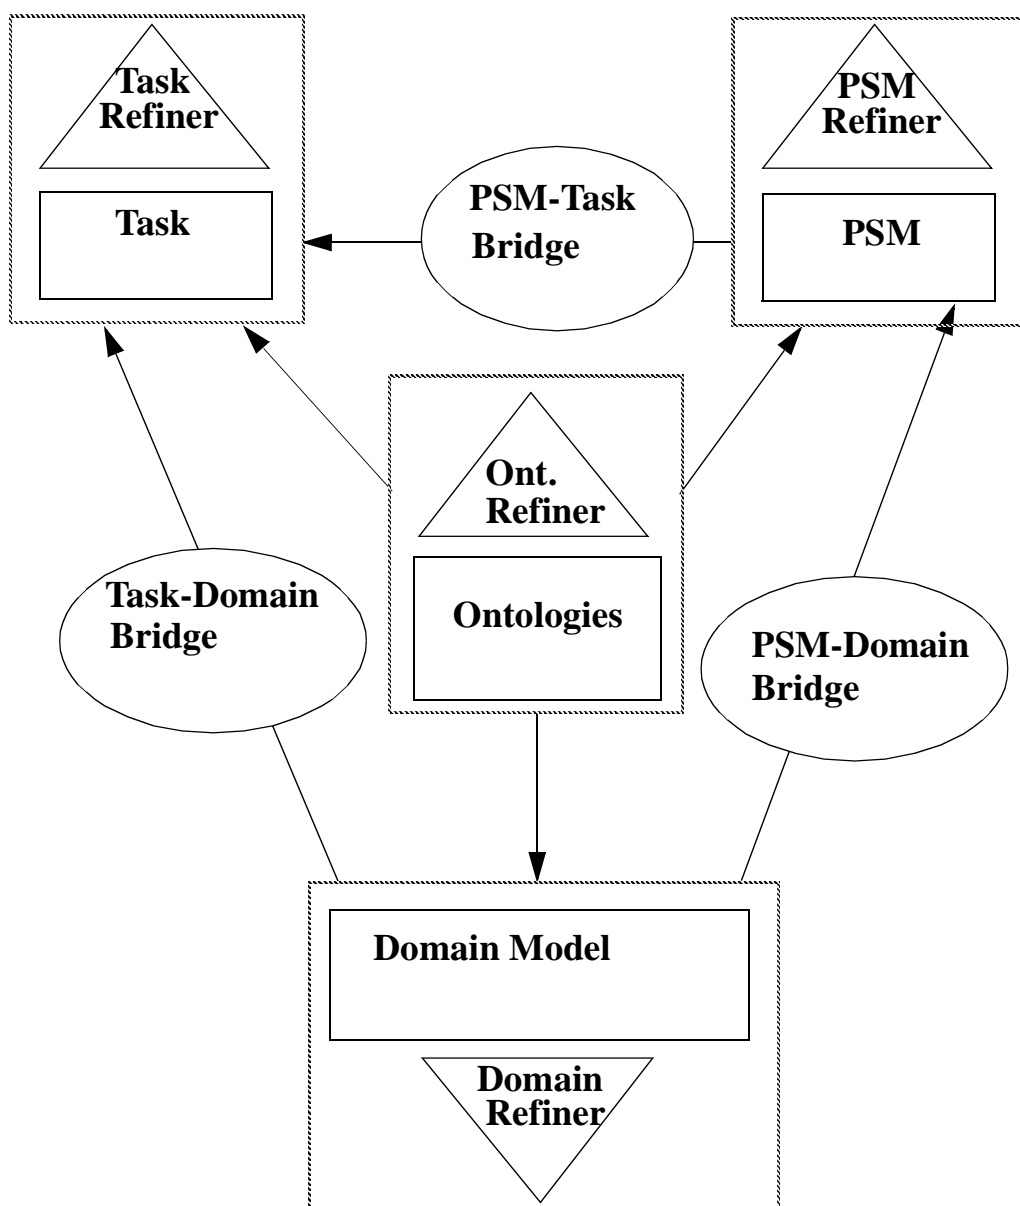 Task
Refiner
Task
PSM
Refiner
PSM
PSM-Task
Bridge
Ont.
Refiner
Ontologies
Task-Domain
Bridge
PSM-Domain
Bridge
Domain Model
Domain
Refiner